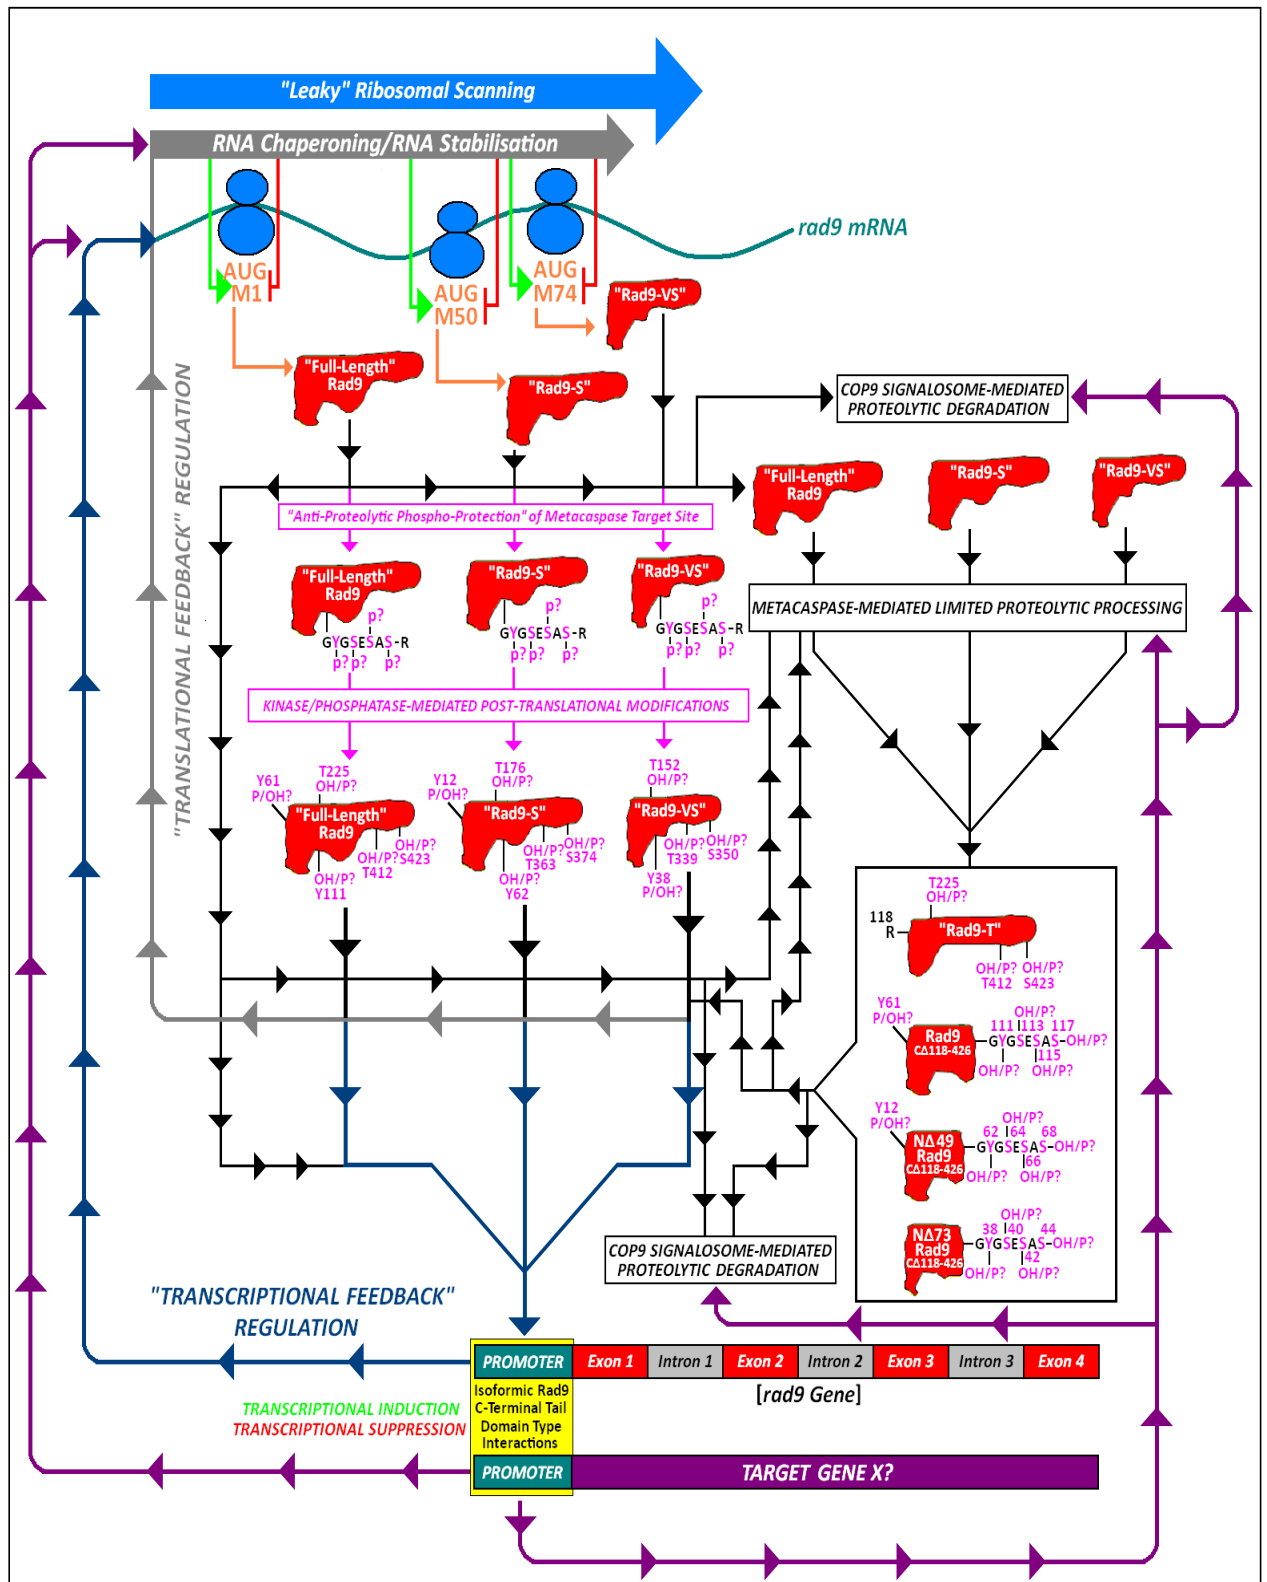 "Leaky" Ribosomal Scanning
RNA Chaperoning/RNA Stabilisation
rad9 mRNA
AUG
M1
AUG
M50
AUG
M74
"Rad9-VS"
"Full-Length"
Rad9
"Rad9-S"
"TRANSLATIONAL FEEDBACK" REGULATION
COP9 SIGNALOSOME-MEDIATED
PROTEOLYTIC DEGRADATION
"Full-Length"
Rad9
"Rad9-S"
"Rad9-VS"
"Anti-Proteolytic Phospho-Protection" of Metacaspase Target Site
"Full-Length"
Rad9
p?
GYGSESAS-R
p? p? p?
"Rad9-S"
p?
GYGSESAS-R
p? p? p?
"Rad9-VS"
p?
GYGSESAS-R
p? p? p?
METACASPASE-MEDIATED LIMITED PROTEOLYTIC PROCESSING
KINASE/PHOSPHATASE-MEDIATED POST-TRANSLATIONAL MODIFICATIONS
Y61
P/OH?
T225
OH/P?
"Full-Length"
Rad9
OH/P?
Y111
OH/P?
T412
OH/P?
S423
Y12
P/OH?
T176
OH/P?
"Rad9-S"
OH/P?
Y62
OH/P?
T363
OH/P?
S374
T152
OH/P?
"Rad9-VS"
Y38
P/OH?
OH/P?
T339
OH/P?
S350
T225
OH/P?
118
R
"Rad9-T"
OH/P?
T412
OH/P?
S423
Y61
P/OH?
Rad9
CΔ118-426
OH/P?
111 113 117
GYGSESAS-OH/P?
115
OH/P? OH/P?
Y12
P/OH?
NΔ49
Rad9
CΔ118-426
OH/P?
62 64 68
GYGSESAS-OH/P?
66
OH/P? OH/P?
NΔ73
Rad9
CΔ118-426
OH/P?
38 40 44
GYGSESAS-OH/P?
42
OH/P? OH/P?
COP9 SIGNALOSOME-MEDIATED
PROTEOLYTIC DEGRADATION
"TRANSCRIPTIONAL FEEDBACK"
REGULATION
PROMOTER Exon 1 Intron 1 Exon 2 Intron 2 Exon 3 Intron 3 Exon 4
[rad9 Gene]
Isoformic Rad9
C-Terminal Tail
Domain Type
Interactions
TRANSCRIPTIONAL INDUCTION
TRANSCRIPTIONAL SUPPRESSION
PROMOTER TARGET GENE X?